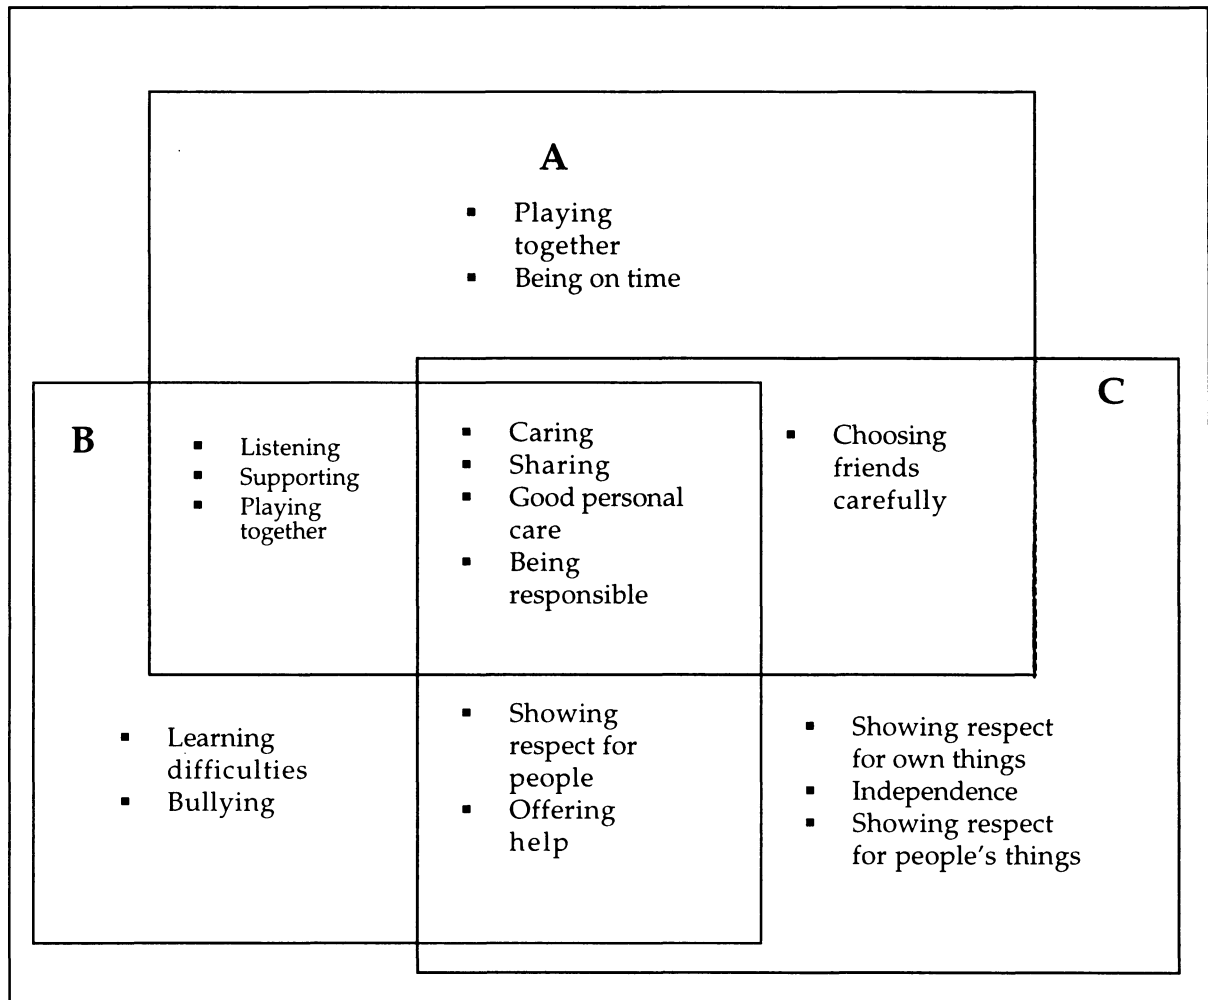 A
▪ Playing
together
▪ Being on time
B
▪ Listening
▪ Supporting
▪ Playing
together
▪ Caring
▪ Sharing
▪ Good personal
care
▪ Being
responsible
C
▪ Choosing
friends
carefully
▪ Learning
difficulties
▪ Bullying
▪ Showing
respect for
people
▪ Offering
help
▪ Showing respect
for own things
▪ Independence
▪ Showing respect
for people's things